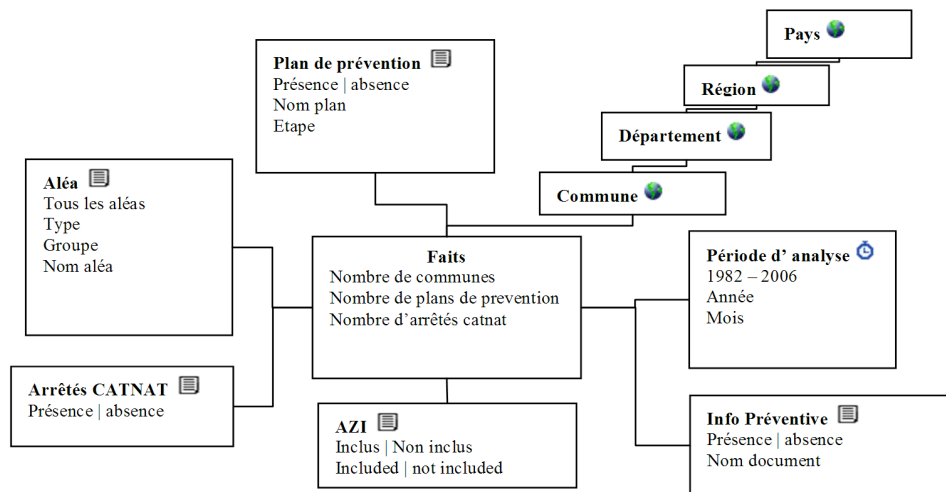 Pays
Région
Département
Commune
Plan de prévention
Présence | absence
Nom plan
Etape
Aléa
Tous les aléas
Type
Groupe
Nom aléa
Faits
Nombre de communes
Nombre de plans de prevention
Nombre d'arrêtés catnat
Période d' analyse
1982 – 2006
Année
Mois
Arrêtés CATNAT
Présence | absence
AZI
Inclus | Non inclus
Included | not included
Info Préventive
Présence | absence
Nom document